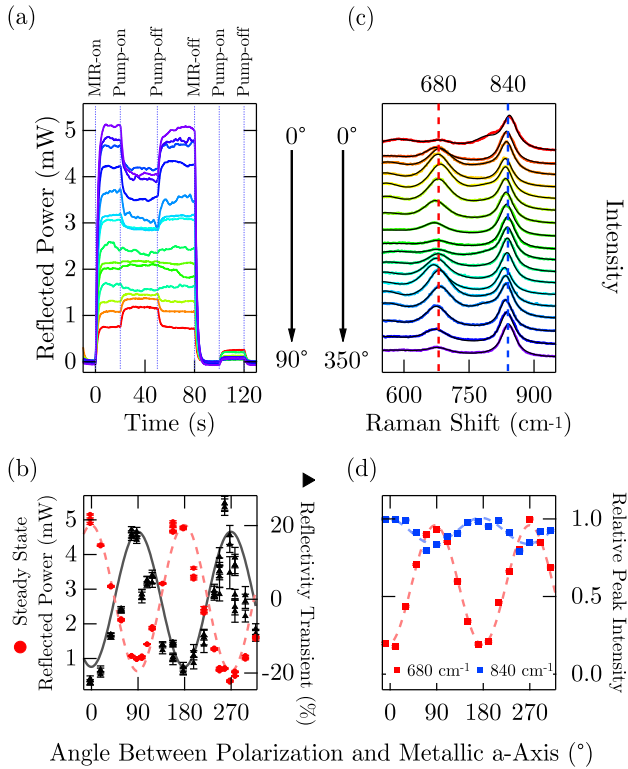 (a)
MIR-on
Pump-on
Pump-off
MIR-off
Pump-on
Pump-off
5
4
3
2
1
0
Reflected Power (mW)
0
40
80
120
Time (s)
0°
90°
(c)
680
840
0°
350°
Intensity
600
750
900
Raman Shift (cm-1)
(b)
5
4
3
2
1
Steady State
Reflected Power (mW)
20
0
-20
Reflectivity Transient (%)
0
90
180
270
(d)
1.0
0.5
0.0
Relative
Peak Intensity
680 cm-1
840 cm-1
0
90
180
270
Angle Between Polarization and Metallic a-Axis (°)